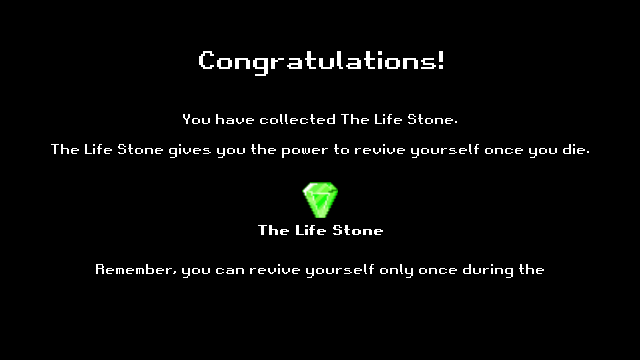 Congratulations!
You have collected The Life Stone.
The Life Stone gives you the power to revive yourself once you die.
The Life Stone
Remember, you can revive yourself only once during the